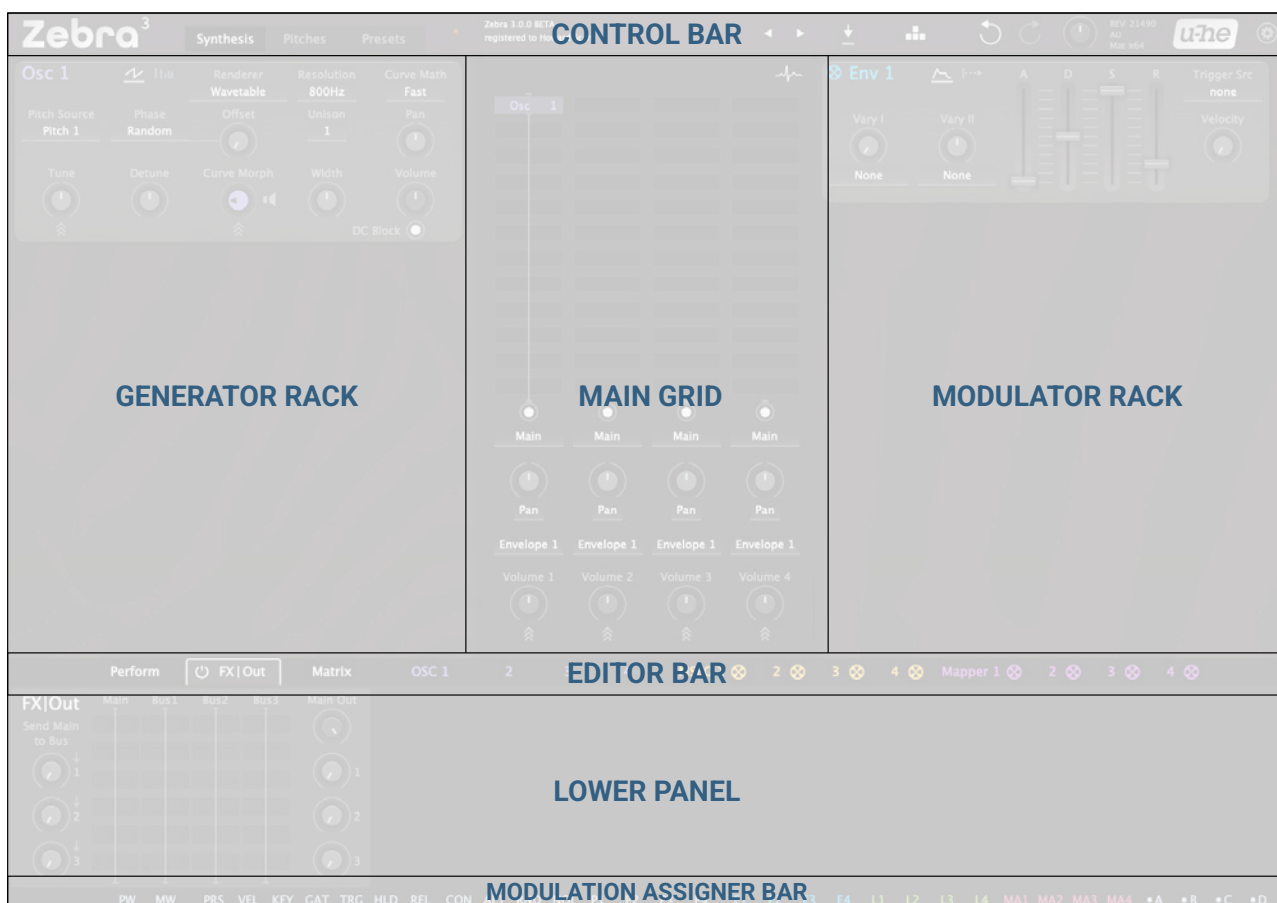 Zebra3 Synthesis Pitches Presets
Zebra 3.0.0 BETA
registered to Ho
CONTROL BAR
REV 21490
AU
Mac x64
u-he
Osc 1 Renderer Resolution Curve Math
Wavetable 800Hz Fast
Pitch Source Phase Offset Unison Pan
Pitch 1 Random 1
Tune Detune Curve Morph Width Volume
DC Block
GENERATOR RACK
Osc 1
MAIN GRID
Main Main Main Main
Pan Pan Pan Pan
Envelope 1 Envelope 1 Envelope 1 Envelope 1
Volume 1 Volume 2 Volume 3 Volume 4
Env 1 A D S R Trigger Src
none
Vary I Vary II Velocity
None None
MODULATOR RACK
Perform FX|Out Matrix OSC 1 2 EDITOR BAR 2 3 4 Mapper 1 2 3 4
FX|Out Main Bus1 Bus2 Bus3 Main Out
Send Main
to Bus
1 1
2 2
3 3
LOWER PANEL
PW MW PRS VEL KEY GAT TRG HLD REL CON MODULATION ASSIGNER BAR E4 L1 L2 L3 L4 MA1 MA2 MA3 MA4 •A •B •C •D